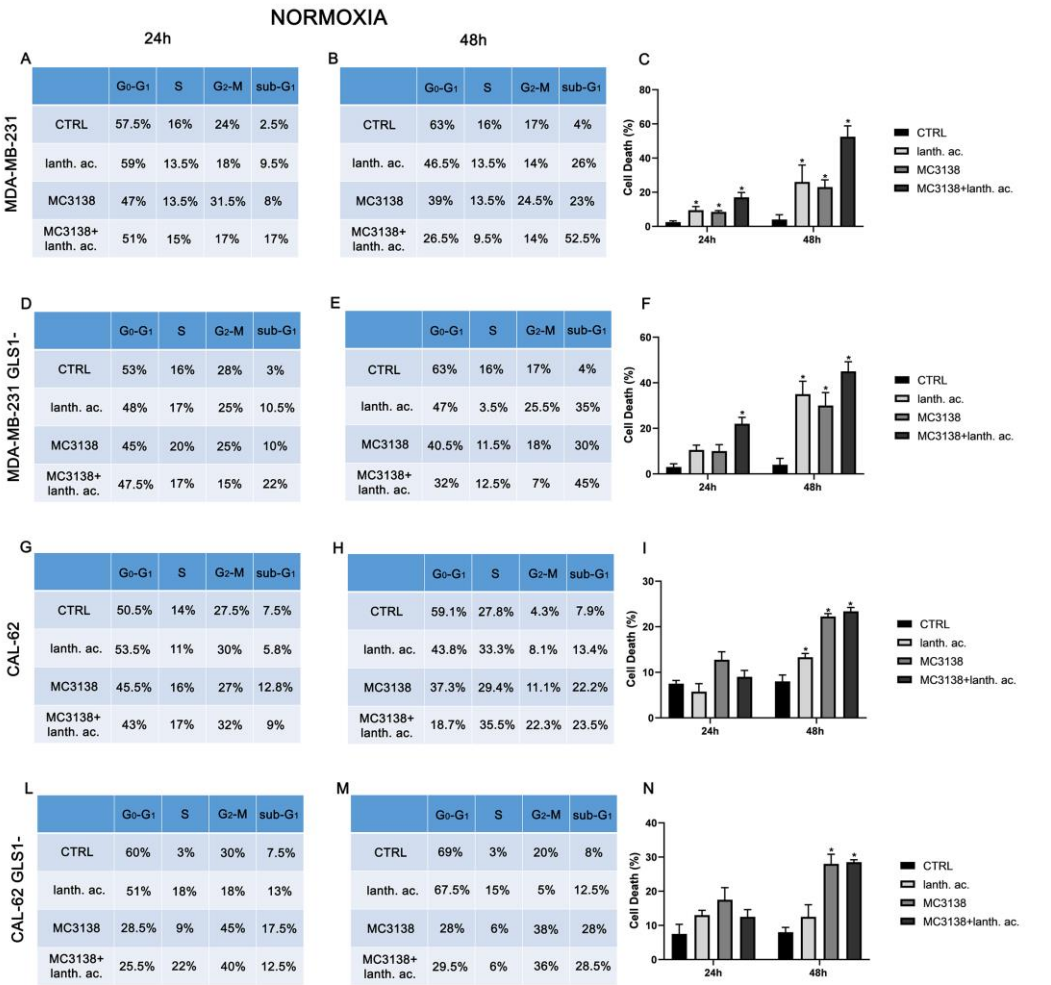 NORMOXIA
24h 48h
A B C
MDA-MB-231
G0-G1 S G2-M sub-G1
CTRL 57.5% 16% 24% 2.5%
lanth. ac. 59% 13.5% 18% 9.5%
MC3138 47% 13.5% 31.5% 8%
MC3138+
lanth. ac. 51% 15% 17% 17%
G0-G1 S G2-M sub-G1
CTRL 63% 16% 17% 4%
lanth. ac. 46.5% 13.5% 14% 26%
MC3138 39% 13.5% 24.5% 23%
MC3138+
lanth. ac. 26.5% 9.5% 14% 52.5%
Cell Death (%)
80
60
40
20
0
* * * * * *
24h 48h
CTRL
lanth. ac.
MC3138
MC3138+lanth. ac.
D E F
MDA-MB-231 GLS1-
G0-G1 S G2-M sub-G1
CTRL 53% 16% 28% 3%
lanth. ac. 48% 17% 25% 10.5%
MC3138 45% 20% 25% 10%
MC3138+
lanth. ac. 47.5% 17% 15% 22%
G0-G1 S G2-M sub-G1
CTRL 63% 16% 17% 4%
lanth. ac. 47% 3.5% 25.5% 35%
MC3138 40.5% 11.5% 18% 30%
MC3138+
lanth. ac. 32% 12.5% 7% 45%
Cell Death (%)
60
40
20
0
* * * *
24h 48h
CTRL
lanth. ac.
MC3138
MC3138+lanth. ac.
G H I
CAL-62
G0-G1 S G2-M sub-G1
CTRL 50.5% 14% 27.5% 7.5%
lanth. ac. 53.5% 11% 30% 5.8%
MC3138 45.5% 16% 27% 12.8%
MC3138+
lanth. ac. 43% 17% 32% 9%
G0-G1 S G2-M sub-G1
CTRL 59.1% 27.8% 4.3% 7.9%
lanth. ac. 43.8% 33.3% 8.1% 13.4%
MC3138 37.3% 29.4% 11.1% 22.2%
MC3138+
lanth. ac. 18.7% 35.5% 22.3% 23.5%
Cell Death (%)
30
20
10
0
* * *
24h 48h
CTRL
lanth. ac.
MC3138
MC3138+lanth. ac.
L M N
CAL-62 GLS1-
G0-G1 S G2-M sub-G1
CTRL 60% 3% 30% 7.5%
lanth. ac. 51% 18% 18% 13%
MC3138 28.5% 9% 45% 17.5%
MC3138+
lanth. ac. 25.5% 22% 40% 12.5%
G0-G1 S G2-M sub-G1
CTRL 69% 3% 20% 8%
lanth. ac. 67.5% 15% 5% 12.5%
MC3138 28% 6% 38% 28%
MC3138+
lanth. ac. 29.5% 6% 36% 28.5%
Cell Death (%)
40
30
20
10
0
* *
24h 48h
CTRL
lanth. ac.
MC3138
MC3138+lanth. ac.